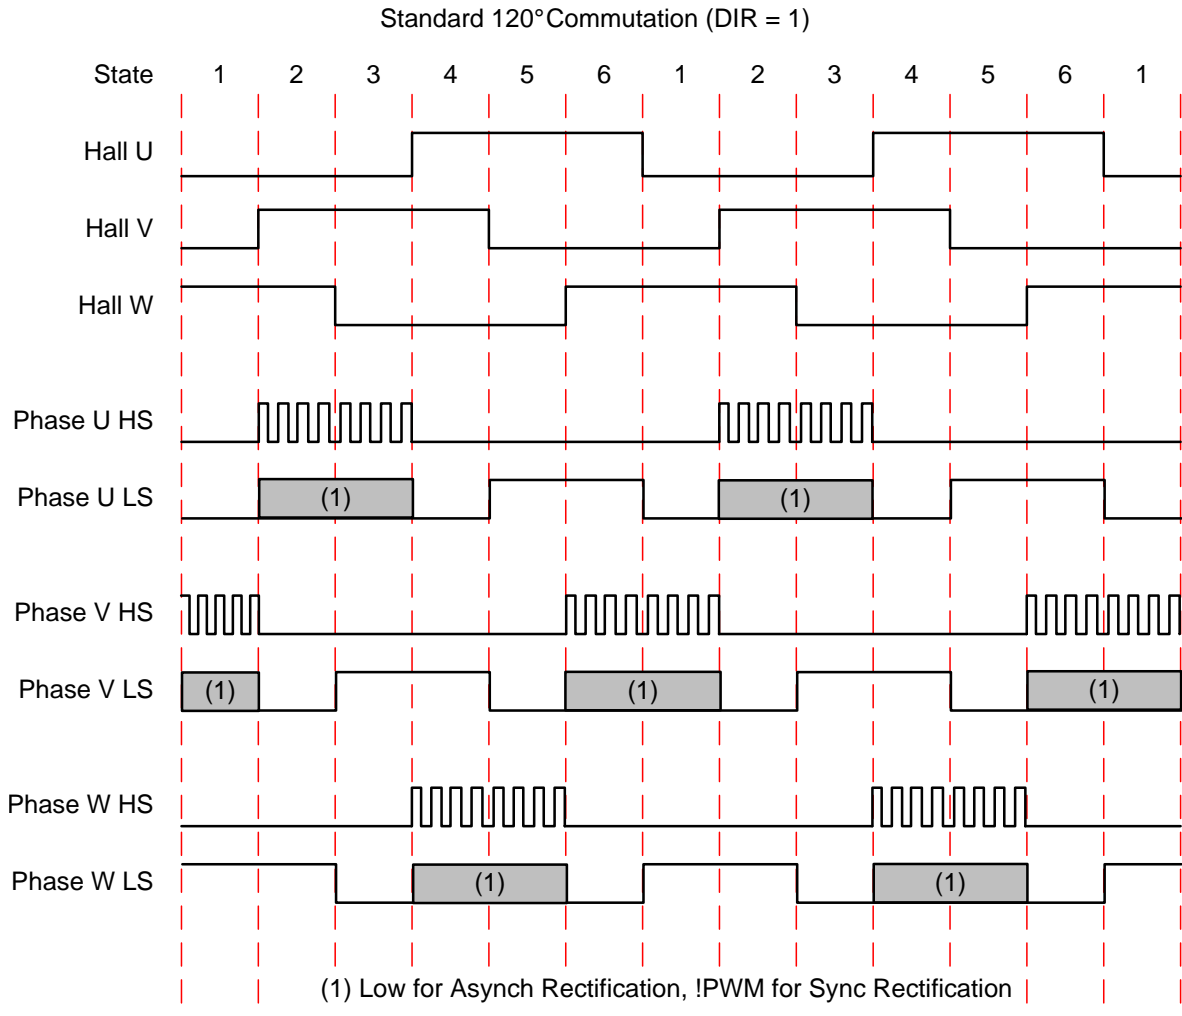 Standard 120° Commutation (DIR = 1)
State 1 2 3 4 5 6 1 2 3 4 5 6 1
Hall U
Hall V
Hall W
Phase U HS
Phase U LS (1) (1)
Phase V HS
Phase V LS (1) (1) (1)
Phase W HS
Phase W LS (1) (1)
(1) Low for Asynch Rectification, !PWM for Sync Rectification